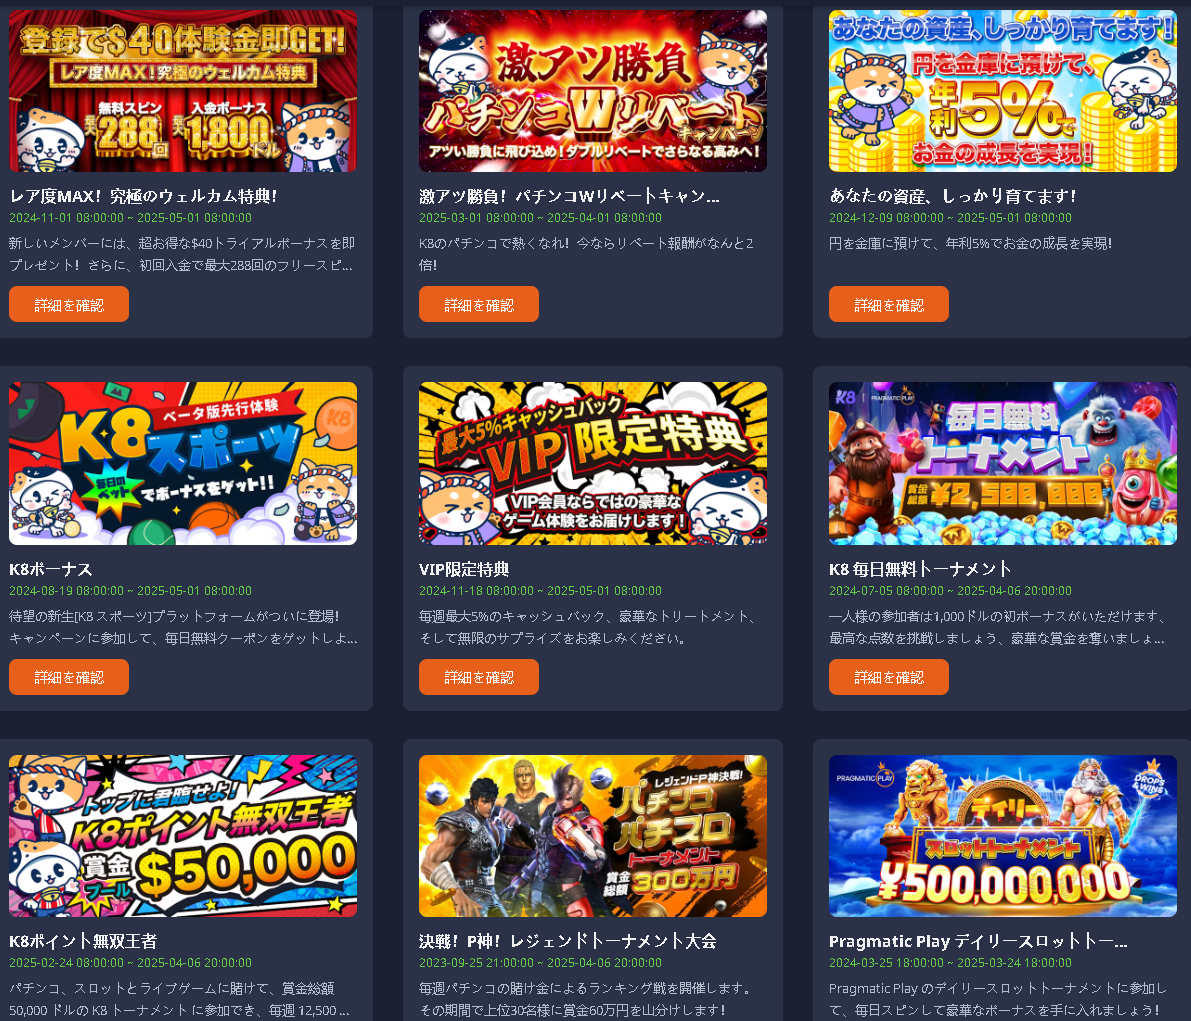 登録で$40体験金即GET!
レア度MAX!究極のウェルカム特典
無料スピン
最大288回
入金ボーナス
最大1,800ドル
レア度MAX！究極のウェルカム特典！
2024-11-01 08:00:00 ~ 2025-05-01 08:00:00
新しいメンバーには、超お得な$40トライアルボーナスを即
プレゼント！さらに、初回入金で最大288回のフリースピ...
詳細を確認
激アツ勝負
パチンコWリベート
キャンペーン
アツい勝負に飛び込め!ダブルリベートでさらなる高みへ!
激アツ勝負！パチンコWリベートキャン...
2025-03-01 08:00:00 ~ 2025-04-01 08:00:00
K8のパチンコで熱くなれ！今ならリベート報酬がなんと2
倍！
詳細を確認
あなたの資産、しっかり育てます!
円を金庫に預けて、
年利5%で
お金の成長を実現!
あなたの資産、しっかり育てます！
2024-12-09 08:00:00 ~ 2025-05-01 08:00:00
円を金庫に預けて、年利5%でお金の成長を実現！
詳細を確認
ベータ版先行体験
K8
K8スポーツ
毎日の
ベット
でボーナスをゲット!!
K8ボーナス
2024-08-19 08:00:00 ~ 2025-05-01 08:00:00
待望の新生[K8 スポーツ]プラットフォームがついに登場！
キャンペーンに参加して、毎日無料クーポンをゲットしよ...
詳細を確認
最大5%キャッシュバック
VIP限定特典
VIP会員ならではの豪華な
ゲーム体験をお届けします!
VIP限定特典
2024-11-18 08:00:00 ~ 2025-05-01 08:00:00
毎週最大5%のキャッシュバック、豪華なトリートメント、
そして無限のサプライズをお楽しみください。
詳細を確認
K8 PRAGMATIC PLAY
毎日無料
トーナメント
賞金
総額
¥2,500,000
K8 毎日無料トーナメント
2024-07-05 08:00:00 ~ 2025-04-06 20:00:00
一人様の参加者は1,000ドルの初ボーナスがいただけます、
最高な点数を挑戦しましょう、豪華な賞金を奪いましょ...
詳細を確認
トップに君臨せよ!
K8ポイント無双王者
賞金
プール
$50,000
K8ポイント無双王者
2025-02-24 08:00:00 ~ 2025-04-06 20:00:00
パチンコ、スロットとライブゲームに賭けて、賞金総額
50,000 ドルの K8 トーナメント に参加でき、毎週 12,500 ...
レジェンドP神決戦!
パチンコ
パチスロ
トーナメント
賞金
総額
300万円
決戦！P神！レジェンドトーナメント大会
2023-09-25 21:00:00 ~ 2025-04-06 20:00:00
毎週パチンコの賭け金によるランキング戦を開催します。
その期間で上位30名様に賞金60万円を山分けします！
PRAGMATIC PLAY
DROPS
&WINS
デイリー
スロットトーナメント
¥500,000,000
Pragmatic Play デイリースロットトー...
2024-03-25 18:00:00 ~ 2025-03-24 18:00:00
Pragmatic Play のデイリースロットトーナメントに参加し
て、毎日スピンして豪華なボーナスを手に入れましょう！